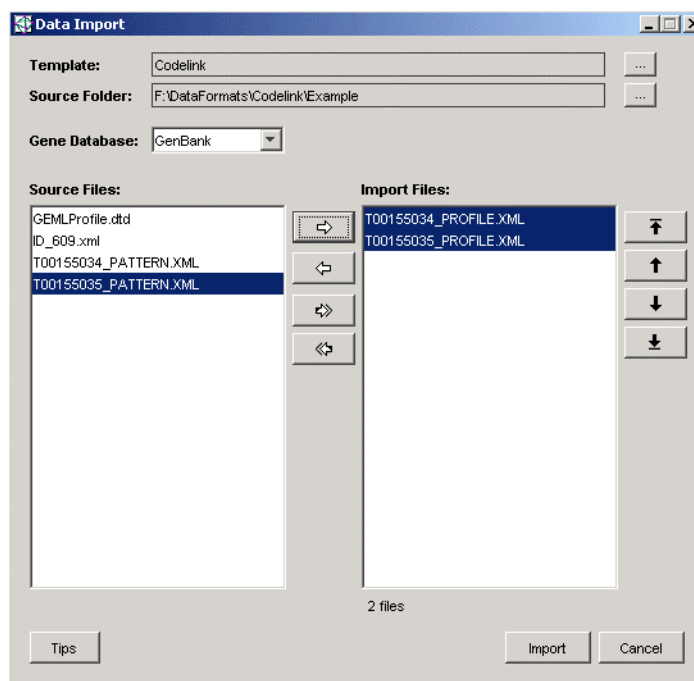 Data Import
Template: Codelink ...
Source Folder: F:\DataFormats\Codelink\Example ...
Gene Database: GenBank
Source Files:
GEMLProfile.dtd
ID_609.xml
T00155034_PATTERN.XML
T00155035_PATTERN.XML
Import Files:
T00155034_PROFILE.XML
T00155035_PROFILE.XML
2 files
Tips Import Cancel